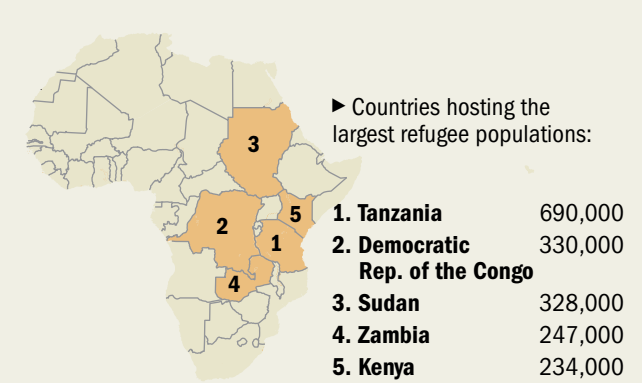 ► Countries hosting the
largest refugee populations:
1. Tanzania 690,000
2. Democratic 330,000
Rep. of the Congo
3. Sudan 328,000
4. Zambia 247,000
5. Kenya 234,000
3
5
2
1
4